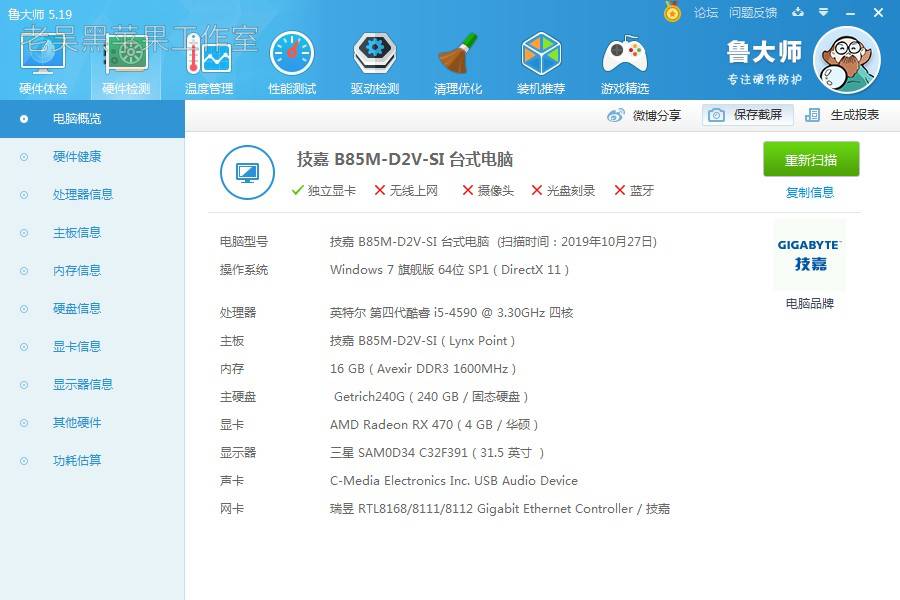 鲁大师 5.19
论坛 问题反馈
老吴黑苹果工作室
硬件体检 硬件检测 温度管理 性能测试 驱动检测 清理优化 装机推荐 游戏精选
鲁大师
专注硬件防护
电脑概览
硬件健康
处理器信息
主板信息
内存信息
硬盘信息
显卡信息
显示器信息
其他硬件
功耗估算
微博分享 保存截屏 生成报表
技嘉 B85M-D2V-SI 台式电脑
独立显卡 无线上网 摄像头 光盘刻录 蓝牙
重新扫描
复制信息
电脑型号 技嘉 B85M-D2V-SI 台式电脑 (扫描时间：2019年10月27日)
操作系统 Windows 7 旗舰版 64位 SP1 ( DirectX 11 )
GIGABYTE™
技嘉
电脑品牌
处理器 英特尔 第四代酷睿 i5-4590 @ 3.30GHz 四核
主板 技嘉 B85M-D2V-SI ( Lynx Point )
内存 16 GB ( Avexir DDR3 1600MHz )
主硬盘 Getrich240G ( 240 GB / 固态硬盘 )
显卡 AMD Radeon RX 470 ( 4 GB / 华硕 )
显示器 三星 SAM0D34 C32F391 ( 31.5 英寸 )
声卡 C-Media Electronics Inc. USB Audio Device
网卡 瑞昱 RTL8168/8111/8112 Gigabit Ethernet Controller / 技嘉